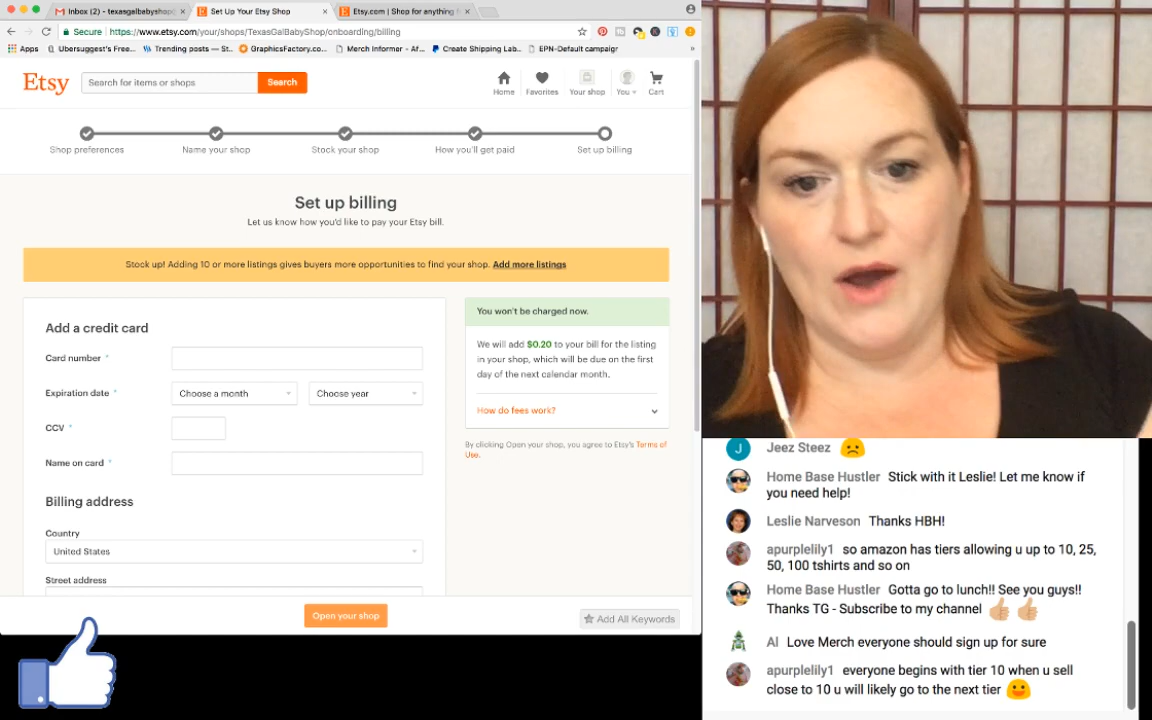 Inbox (2) - texasgalbabyshop@ ×
Set Up Your Etsy Shop ×
Etsy.com | Shop for anything f ×
Secure https://www.etsy.com/your/shops/TexasGalBabyShop/onboarding/billing
Apps Ubersuggest's Free... Trending posts — St... GraphicsFactory.co... Merch Informer - Af... Create Shipping Lab... EPN-Default campaigr »
Etsy
Search for items or shops
Search
Home Favorites Your shop You Cart
Shop preferences Name your shop Stock your shop How you'll get paid Set up billing
Set up billing
Let us know how you'd like to pay your Etsy bill.
Stock up! Adding 10 or more listings gives buyers more opportunities to find your shop. Add more listings
Add a credit card
Card number *
Expiration date * Choose a month Choose year
CCV *
Name on card *
Billing address
Country
United States
Street address
You won't be charged now.
We will add $0.20 to your bill for the listing
in your shop, which will be due on the first
day of the next calendar month.
How do fees work?
By clicking Open your shop, you agree to Etsy's Terms of
Use.
Open your shop
Add All Keywords
J Jeez Steez
Home Base Hustler Stick with it Leslie! Let me know if
you need help!
Leslie Narveson Thanks HBH!
apurplelily1 so amazon has tiers allowing u up to 10, 25,
50, 100 tshirts and so on
Home Base Hustler Gotta go to lunch!! See you guys!!
Thanks TG - Subscribe to my channel
Al Love Merch everyone should sign up for sure
apurplelily1 everyone begins with tier 10 when u sell
close to 10 u will likely go to the next tier